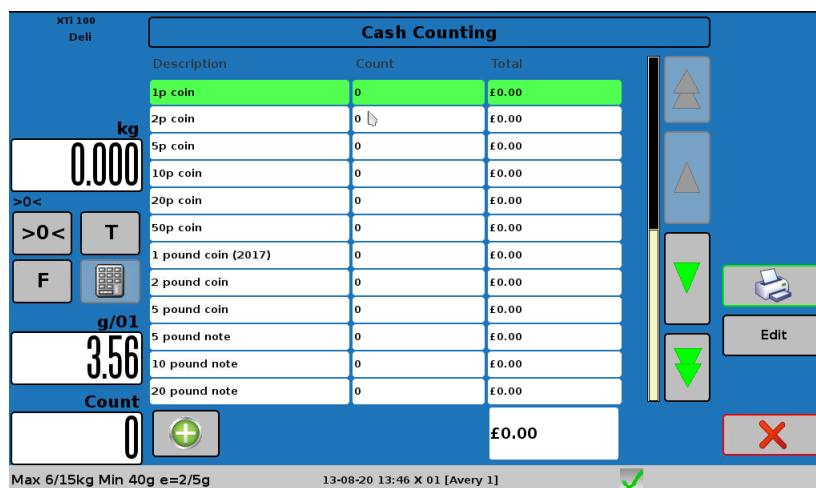 XTi 100
Deli
Cash Counting
Description Count Total
1p coin 0 £0.00
2p coin 0 £0.00
5p coin 0 £0.00
10p coin 0 £0.00
20p coin 0 £0.00
50p coin 0 £0.00
1 pound coin (2017) 0 £0.00
2 pound coin 0 £0.00
5 pound coin 0 £0.00
5 pound note 0 £0.00
10 pound note 0 £0.00
20 pound note 0 £0.00
£0.00
kg
0.000
>0<
>0< T
F
g/01
3.56
Count
0
Edit
Max 6/15kg Min 40g e=2/5g 13-08-20 13:46 X 01 [Avery 1]